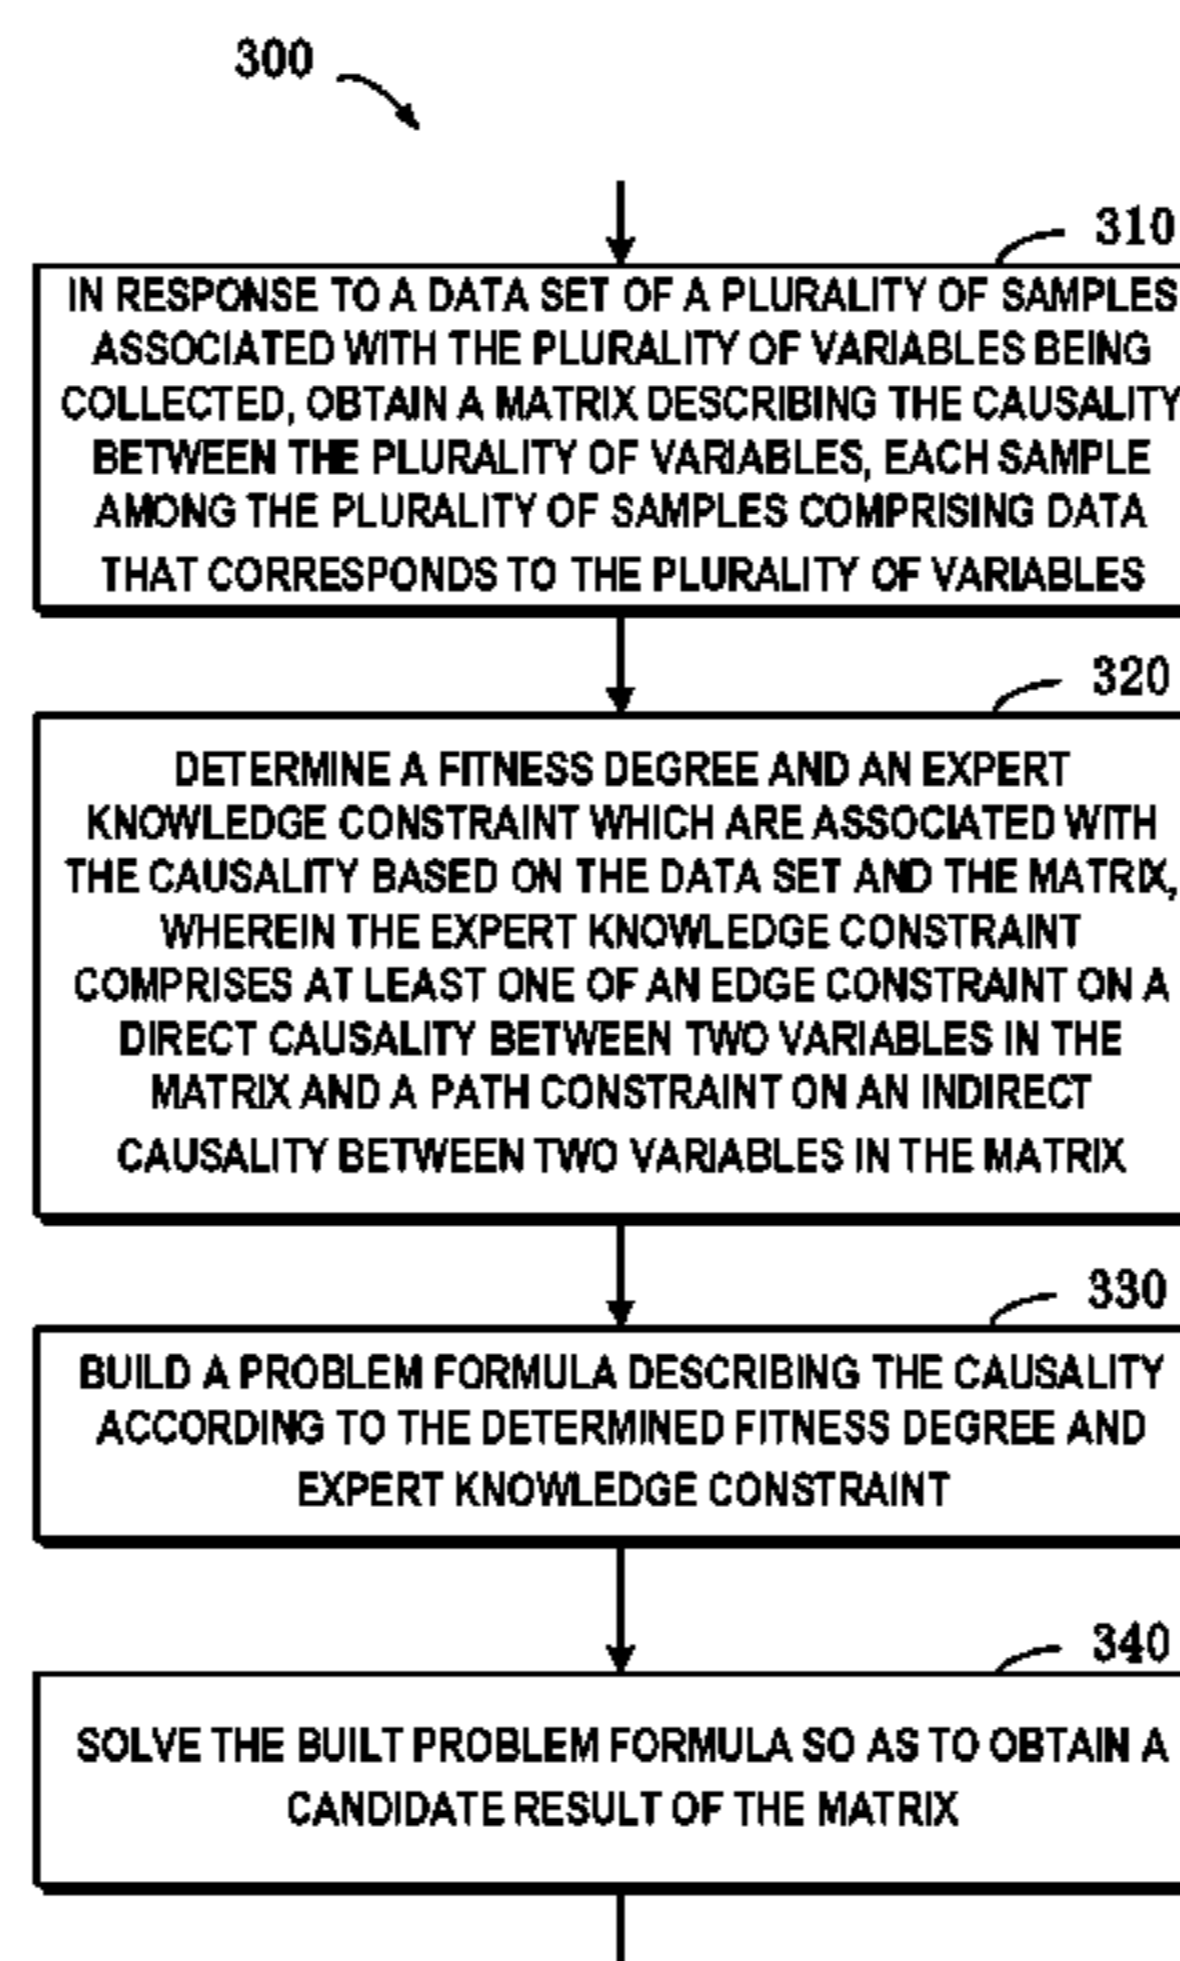 300
310
IN RESPONSE TO A DATA SET OF A PLURALITY OF SAMPLES
ASSOCIATED WITH THE PLURALITY OF VARIABLES BEING
COLLECTED, OBTAIN A MATRIX DESCRIBING THE CAUSALITY
BETWEEN THE PLURALITY OF VARIABLES, EACH SAMPLE
AMONG THE PLURALITY OF SAMPLES COMPRISING DATA
THAT CORRESPONDS TO THE PLURALITY OF VARIABLES
320
DETERMINE A FITNESS DEGREE AND AN EXPERT
KNOWLEDGE CONSTRAINT WHICH ARE ASSOCIATED WITH
THE CAUSALITY BASED ON THE DATA SET AND THE MATRIX,
WHEREIN THE EXPERT KNOWLEDGE CONSTRAINT
COMPRISES AT LEAST ONE OF AN EDGE CONSTRAINT ON A
DIRECT CAUSALITY BETWEEN TWO VARIABLES IN THE
MATRIX AND A PATH CONSTRAINT ON AN INDIRECT
CAUSALITY BETWEEN TWO VARIABLES IN THE MATRIX
330
BUILD A PROBLEM FORMULA DESCRIBING THE CAUSALITY
ACCORDING TO THE DETERMINED FITNESS DEGREE AND
EXPERT KNOWLEDGE CONSTRAINT
340
SOLVE THE BUILT PROBLEM FORMULA SO AS TO OBTAIN A
CANDIDATE RESULT OF THE MATRIX